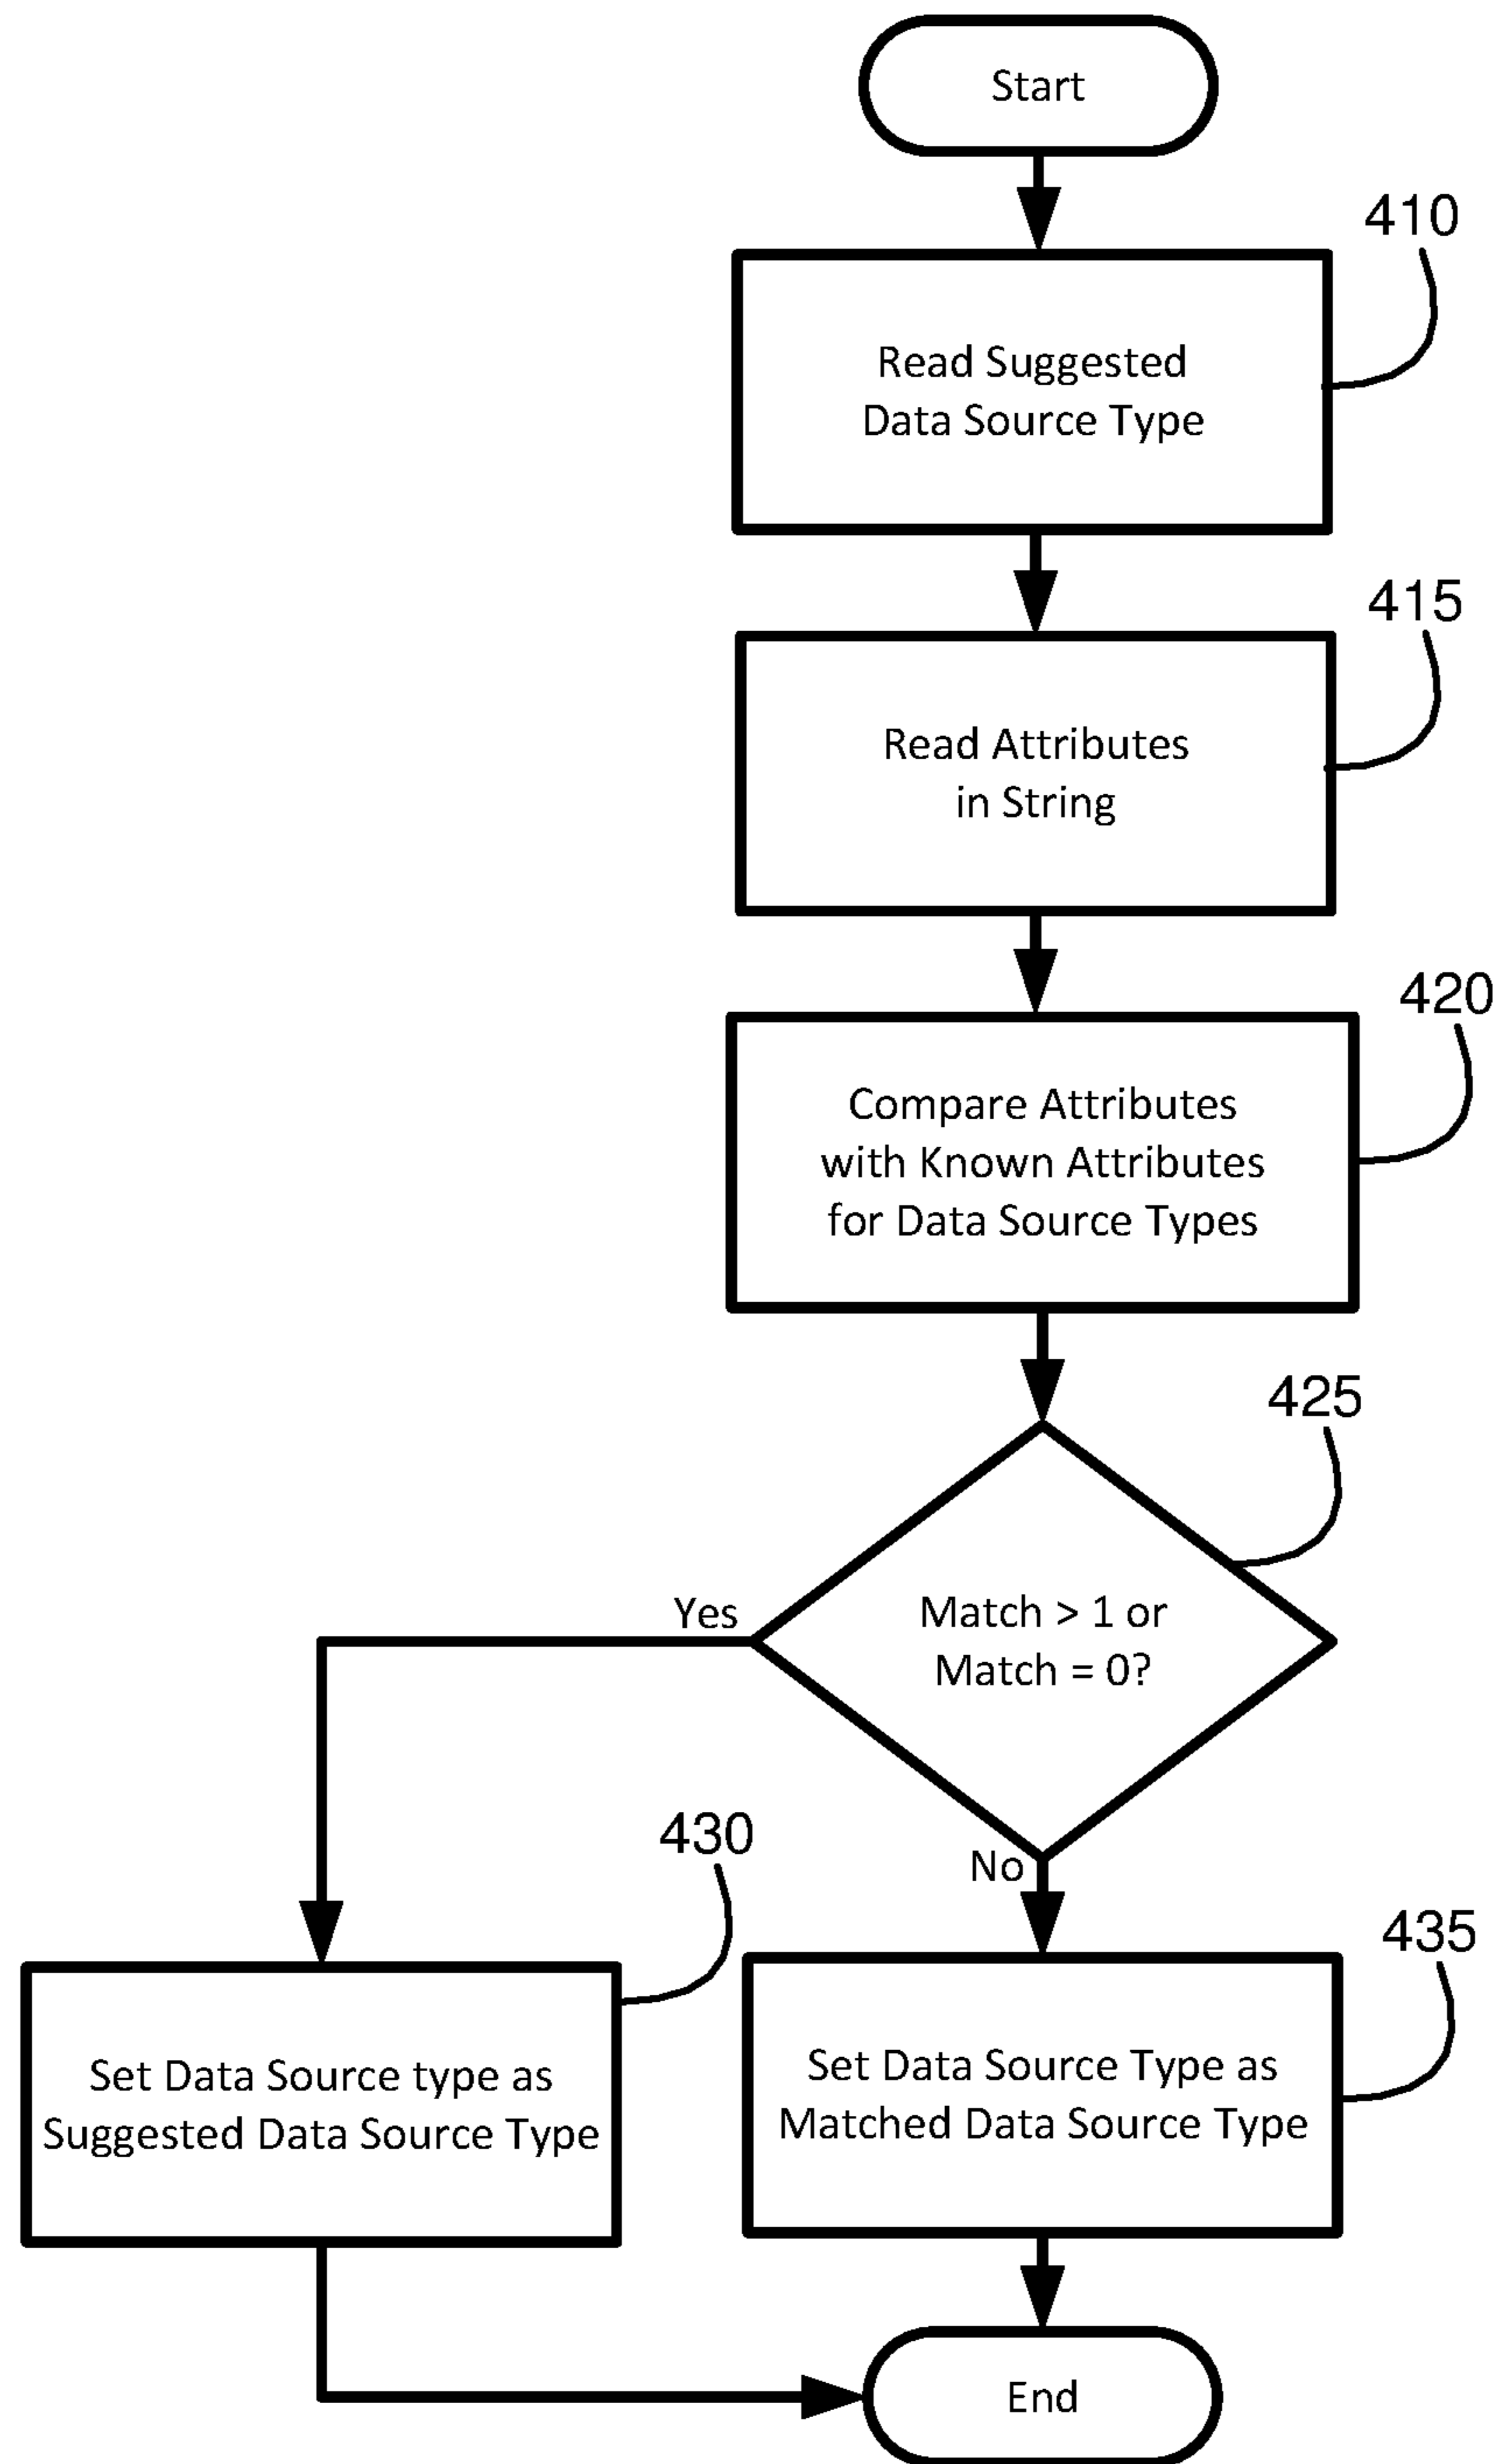 Start
410
Read Suggested
Data Source Type
415
Read Attributes
in String
420
Compare Attributes
with Known Attributes
for Data Source Types
425
Match > 1 or
Match = 0?
Yes
No
430
Set Data Source type as
Suggested Data Source Type
435
Set Data Source Type as
Matched Data Source Type
End